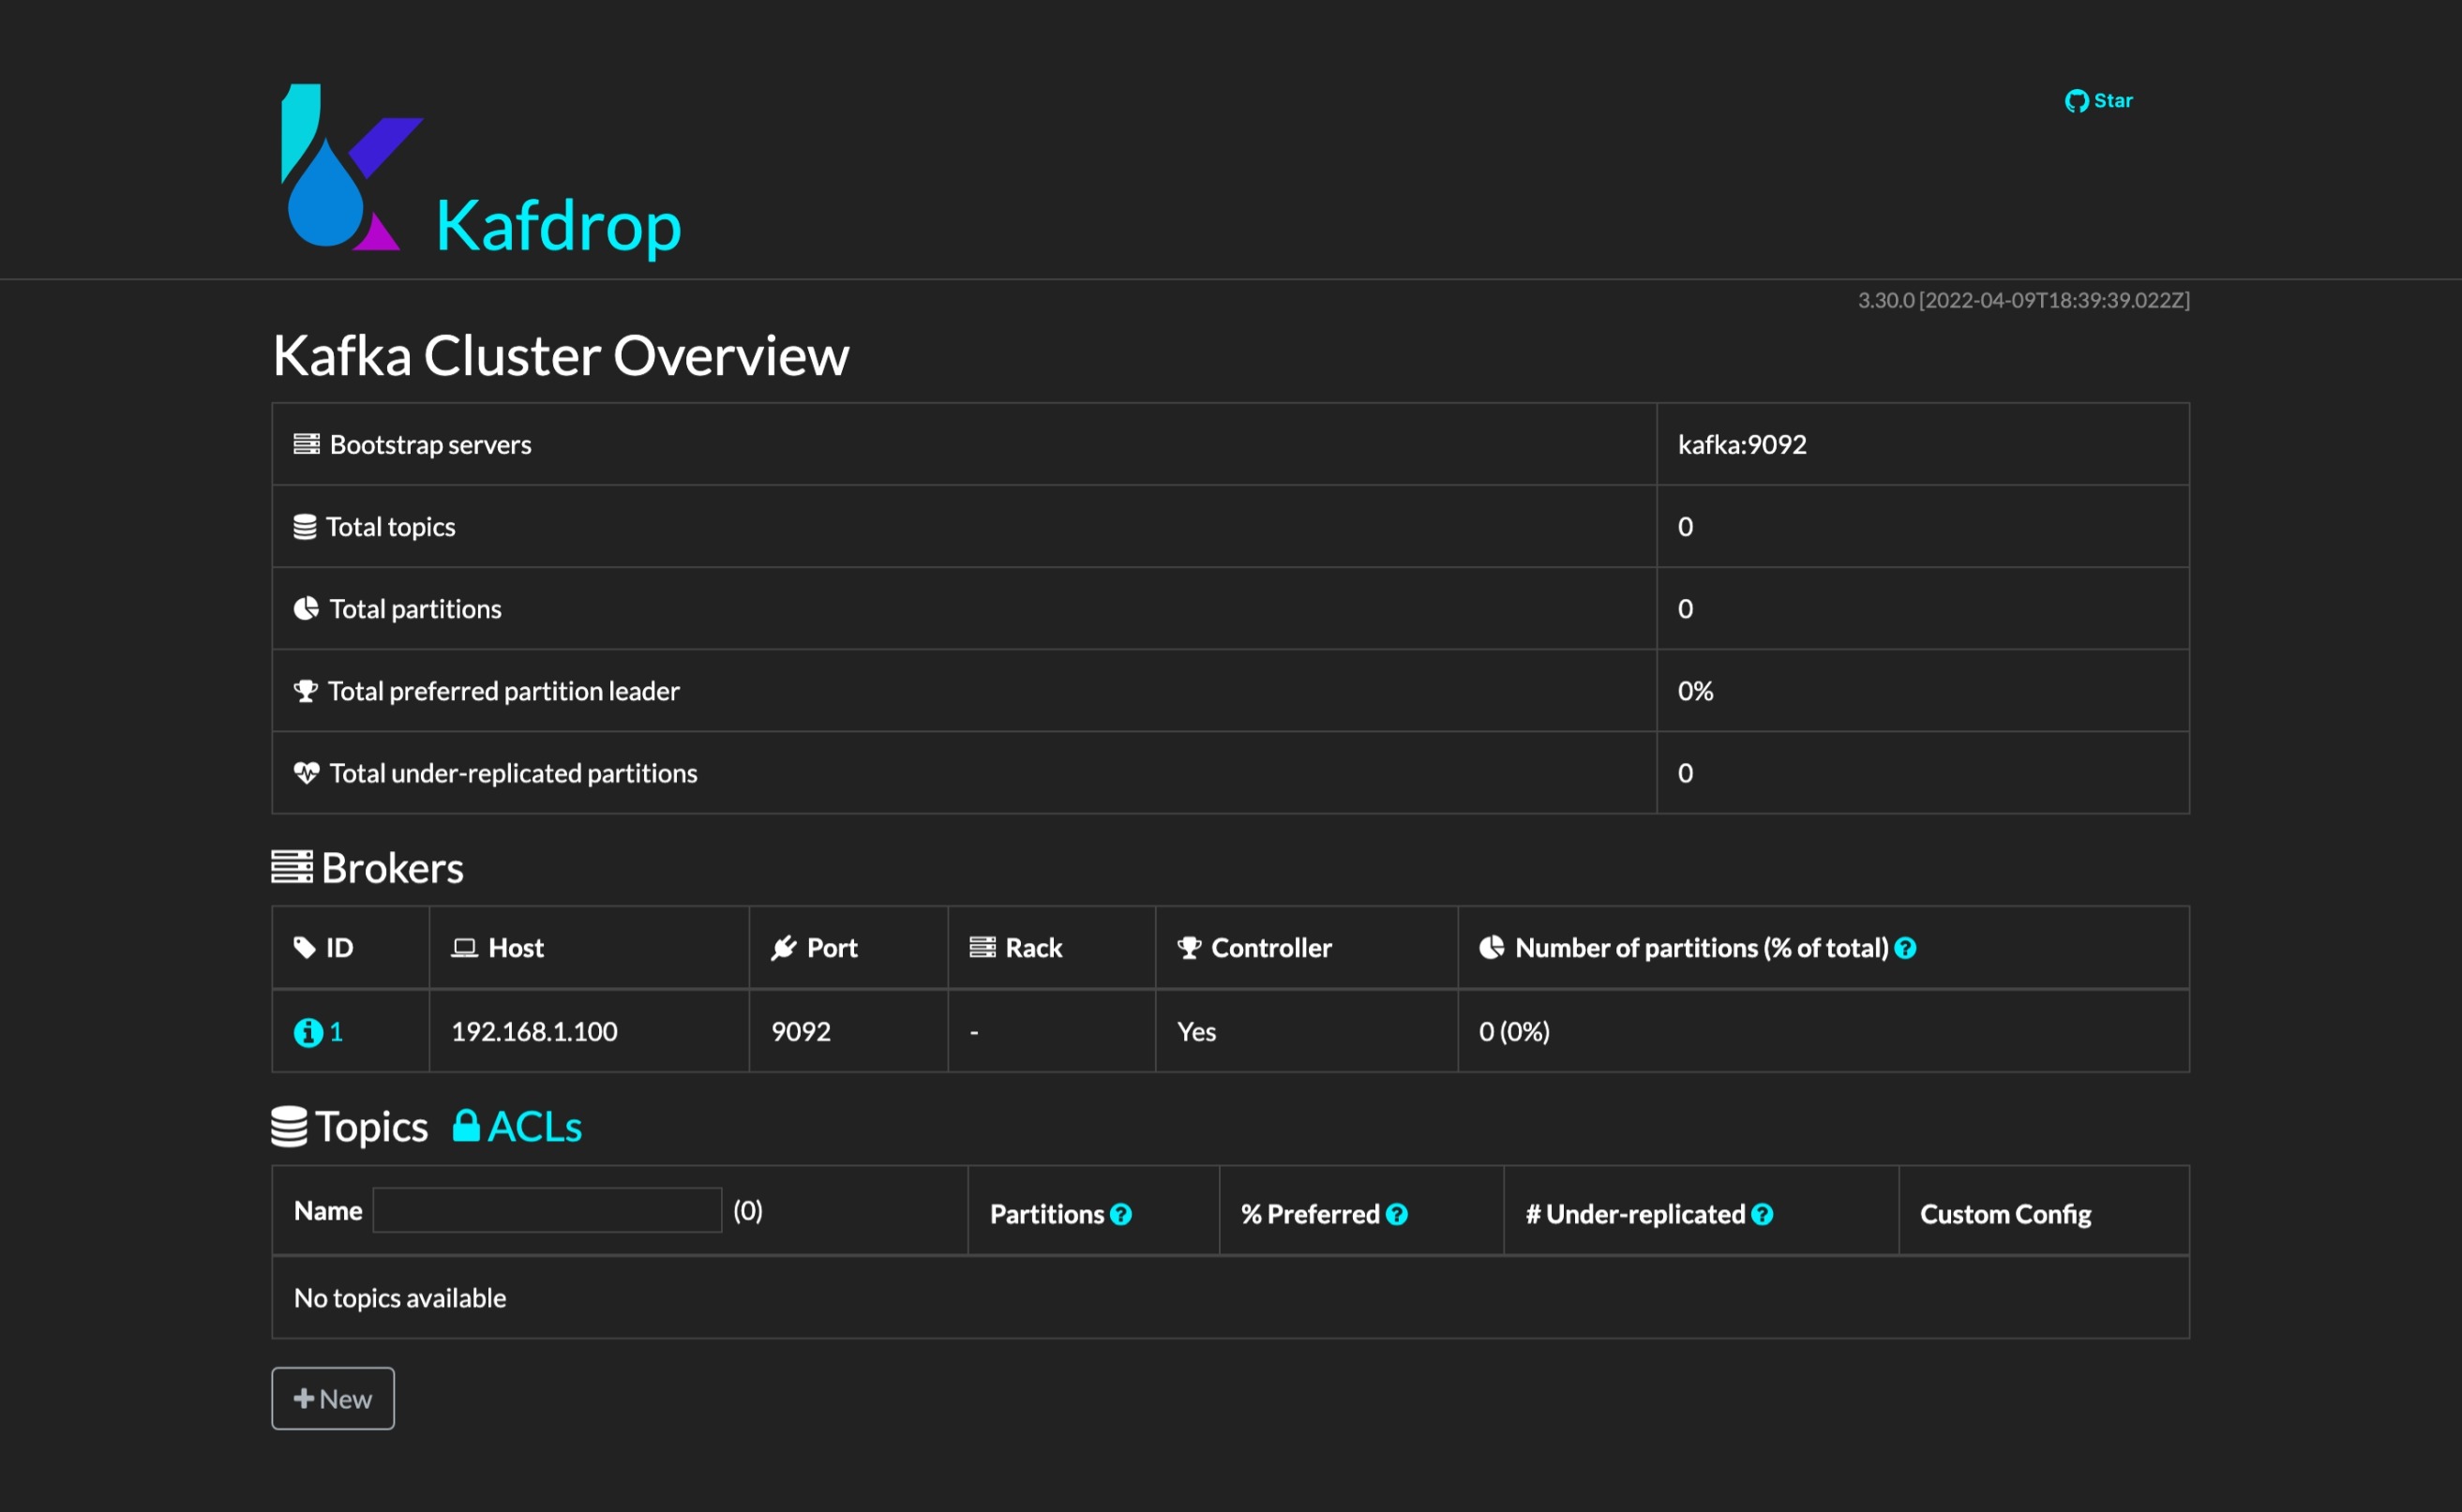 Star
Kafdrop
3.30.0 [2022-04-09T18:39:39.022Z]
Kafka Cluster Overview
Bootstrap servers kafka:9092
Total topics 0
Total partitions 0
Total preferred partition leader 0%
Total under-replicated partitions 0
Brokers
ID Host Port Rack Controller Number of partitions (% of total) ?
1 192.168.1.100 9092 - Yes 0 (0%)
Topics ACLs
Name (0) Partitions ? % Preferred ? # Under-replicated ? Custom Config
No topics available
New